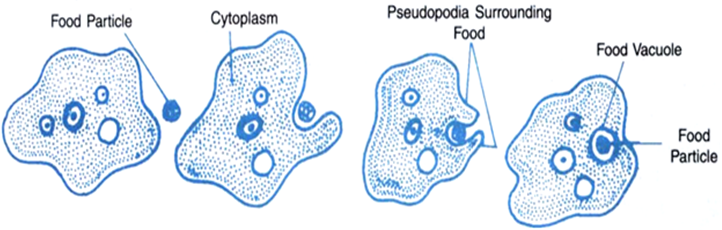 Food Particle
Cytoplasm
Pseudopodia Surrounding
Food
Food Vacuole
Food
Particle